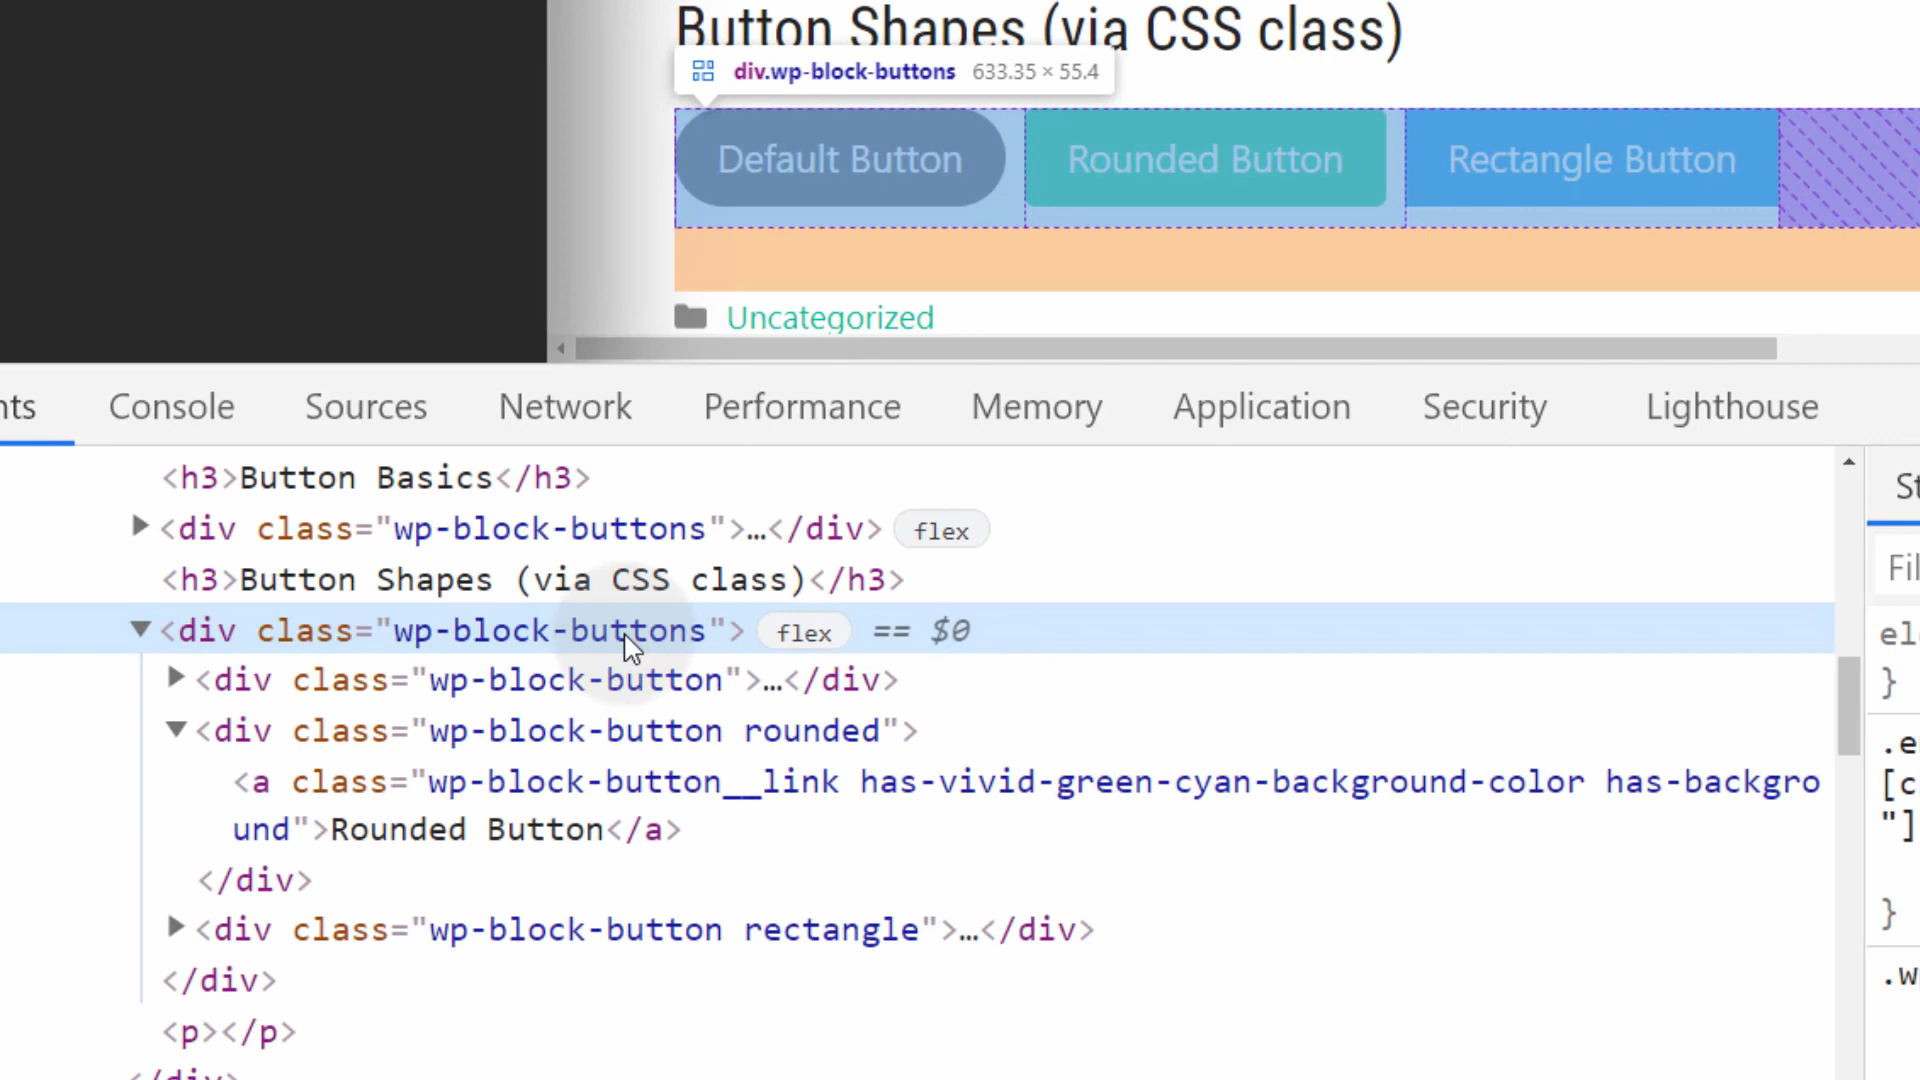 Button Shapes (via CSS class)
div.wp-block-buttons 633.35 × 55.4
Default Button
Rounded Button
Rectangle Button
Uncategorized
nts
Console
Sources
Network
Performance
Memory
Application
Security
Lighthouse
<h3>Button Basics</h3>
<div class="wp-block-buttons">…</div> flex
<h3>Button Shapes (via CSS class)</h3>
<div class="wp-block-buttons"> flex == $0
<div class="wp-block-button">…</div>
<div class="wp-block-button rounded">
<a class="wp-block-button__link has-vivid-green-cyan-background-color has-backgro
und">Rounded Button</a>
</div>
<div class="wp-block-button rectangle">…</div>
</div>
<p></p>
</div>
St
Fil
ele
}
.e
[c
"]
}
.w